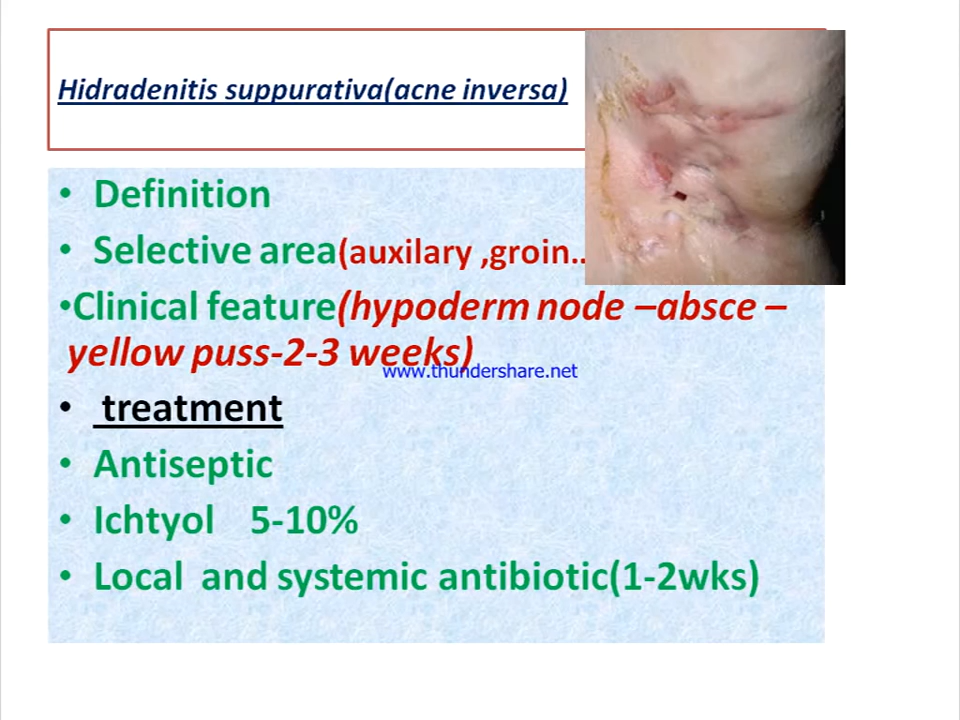 Hidradenitis suppurativa(acne inversa)
• Definition
• Selective area(auxilary ,groin..
•Clinical feature(hypoderm node –absce –
yellow puss-2-3 weeks)
www.thundershare.net
• treatment
• Antiseptic
• Ichtyol 5-10%
• Local and systemic antibiotic(1-2wks)